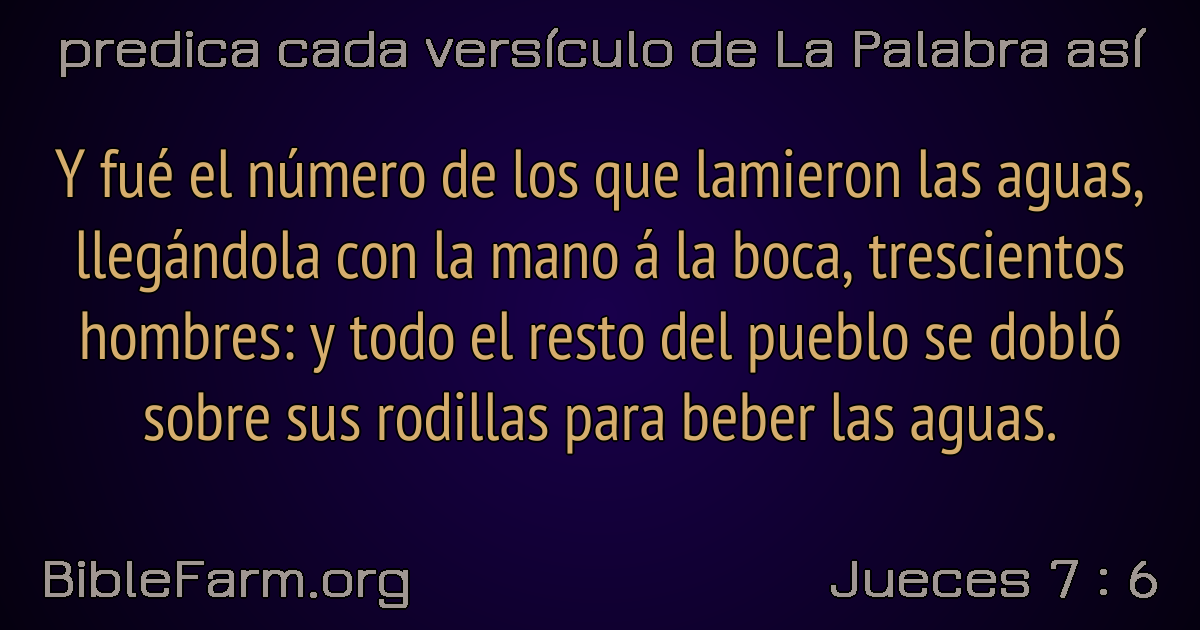 predica cada versículo de La Palabra así
Y fué el número de los que lamieron las aguas,
llegándola con la mano á la boca, trescientos
hombres: y todo el resto del pueblo se dobló
sobre sus rodillas para beber las aguas.
BibleFarm.org
Jueces 7 : 6